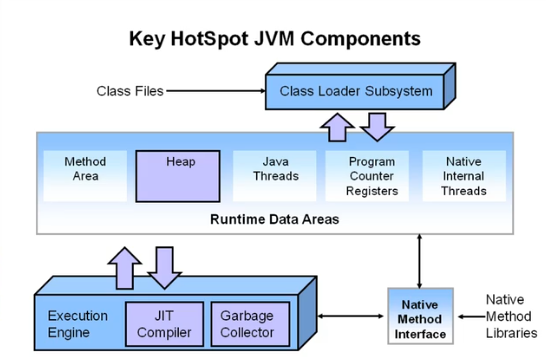 Key HotSpot JVM Components
Class Files
Class Loader Subsystem
Method
Area
Heap
Java
Threads
Program
Counter
Registers
Native
Internal
Threads
Runtime Data Areas
Execution
Engine
JIT
Compiler
Garbage
Collector
Native
Method
Interface
Native
Method
Libraries